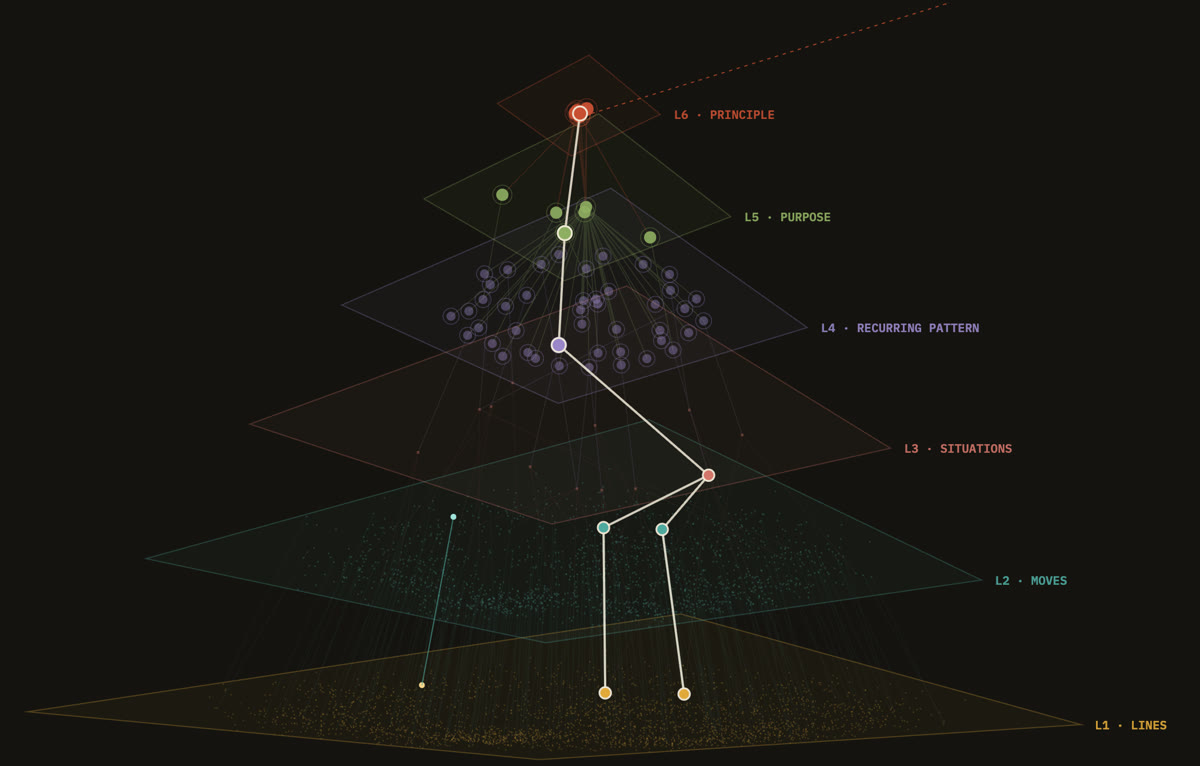 L6 · PRINCIPLE
L5 · PURPOSE
L4 · RECURRING PATTERN
L3 · SITUATIONS
L2 · MOVES
L1 · LINES